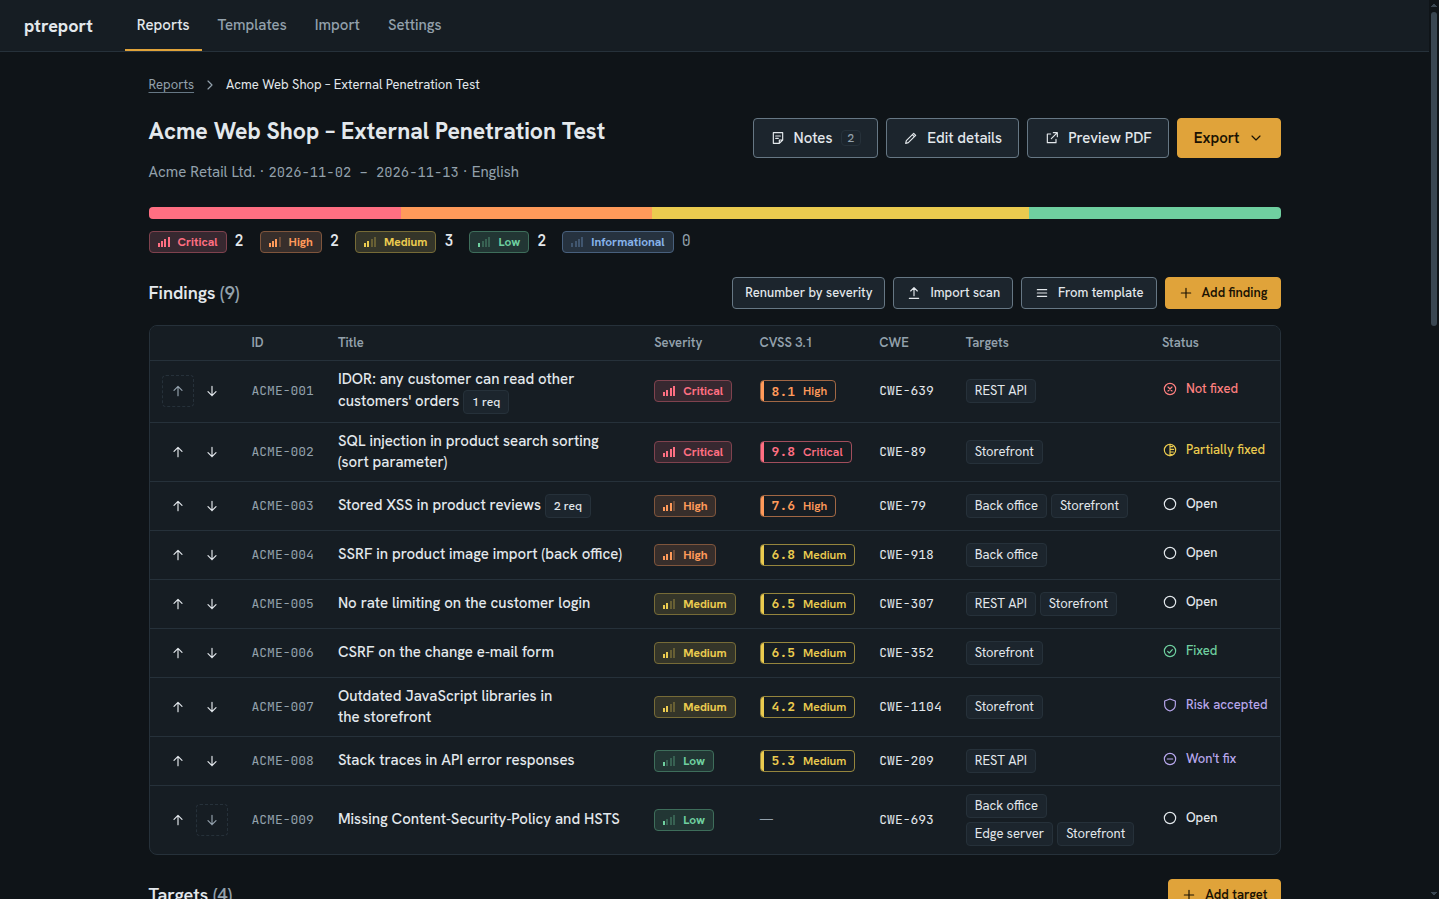 ptreport
Reports Templates Import Settings
Reports Acme Web Shop – External Penetration Test
Acme Web Shop – External Penetration Test
Notes 2 Edit details Preview PDF Export
Acme Retail Ltd. · 2026-11-02 – 2026-11-13 · English
Critical 2 High 2 Medium 3 Low 2 Informational 0
Findings (9)
Renumber by severity Import scan From template Add finding
ID Title Severity CVSS 3.1 CWE Targets Status
ACME-001 IDOR: any customer can read other Critical 8.1 High CWE-639 REST API Not fixed
customers' orders 1 req
ACME-002 SQL injection in product search sorting Critical 9.8 Critical CWE-89 Storefront Partially fixed
(sort parameter)
ACME-003 Stored XSS in product reviews 2 req High 7.6 High CWE-79 Back office Storefront Open
ACME-004 SSRF in product image import (back office) High 6.8 Medium CWE-918 Back office Open
ACME-005 No rate limiting on the customer login Medium 6.5 Medium CWE-307 REST API Storefront Open
ACME-006 CSRF on the change e-mail form Medium 6.5 Medium CWE-352 Storefront Fixed
ACME-007 Outdated JavaScript libraries in Medium 4.2 Medium CWE-1104 Storefront Risk accepted
the storefront
ACME-008 Stack traces in API error responses Low 5.3 Medium CWE-209 REST API Won't fix
ACME-009 Missing Content-Security-Policy and HSTS Low — CWE-693 Back office Open
Edge server Storefront
Targets (4)
Add target